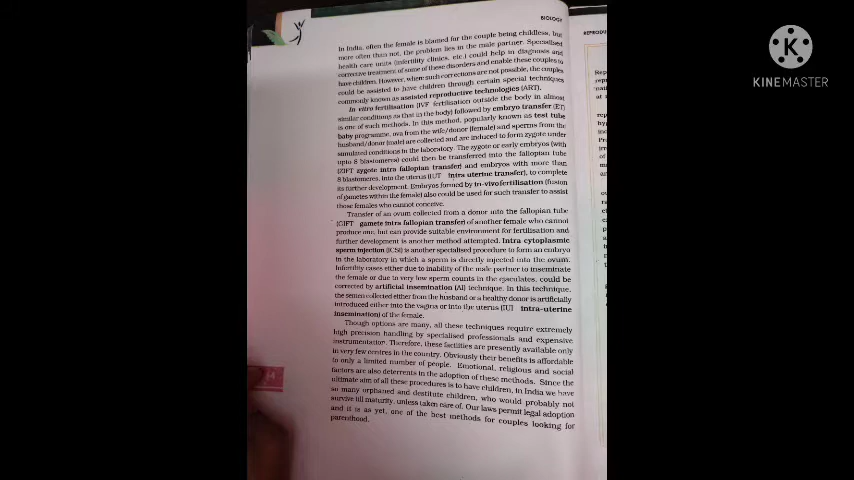 BIOLOGY
In India, often the female is blamed for the couple being childless, but
more often than not, the problem lies in the male partner. Specialised
health care units (infertility clinics, etc.) could help in diagnosis and
corrective treatment of some of these disorders and enable these couples to
have children. However, where such corrections are not possible, the couples
could be assisted to have children through certain special techniques
commonly known as assisted reproductive technologies (ART).
In vitro fertilisation (IVF fertilisation outside the body in almost
similar conditions as that in the body) followed by embryo transfer (ET)
is one of such methods. In this method, popularly known as test tube
baby programme, ova from the wife/donor (female) and sperms from the
husband/donor (male) are collected and are induced to form zygote under
simulated conditions in the laboratory. The zygote or early embryos (with
upto 8 blastomeres) could then be transferred into the fallopian tube
(ZIFT zygote intra fallopian transfer) and embryos with more than
8 blastomeres, into the uterus (IUT intra uterine transfer), to complete
its further development. Embryos formed by in-vivo fertilisation (fusion
of gametes within the female) also could be used for such transfer to assist
those females who cannot conceive.
Transfer of an ovum collected from a donor into the fallopian tube
(GIFT gamete intra fallopian transfer) of another female who cannot
produce one, but can provide suitable environment for fertilisation and
further development is another method attempted. Intra cytoplasmic
sperm injection (ICSI) is another specialised procedure to form an embryo
in the laboratory in which a sperm is directly injected into the ovum.
Infertility cases either due to inability of the male partner to inseminate
the female or due to very low sperm counts in the ejaculates, could be
corrected by artificial insemination (AI) technique. In this technique,
the semen collected either from the husband or a healthy donor is artificially
introduced either into the vagina or into the uterus (IUI intra-uterine
insemination) of the female.
Though options are many, all these techniques require extremely
high precision handling by specialised professionals and expensive
instrumentation. Therefore, these facilities are presently available only
in very few centres in the country. Obviously their benefits is affordable
to only a limited number of people. Emotional, religious and social
factors are also deterrents in the adoption of these methods. Since the
ultimate aim of all these procedures is to have children, in India we have
so many orphaned and destitute children, who would probably not
survive till maturity, unless taken care of. Our laws permit legal adoption
and it is as yet, one of the best methods for couples looking for
parenthood.
REPRODU
K
KINEMASTER